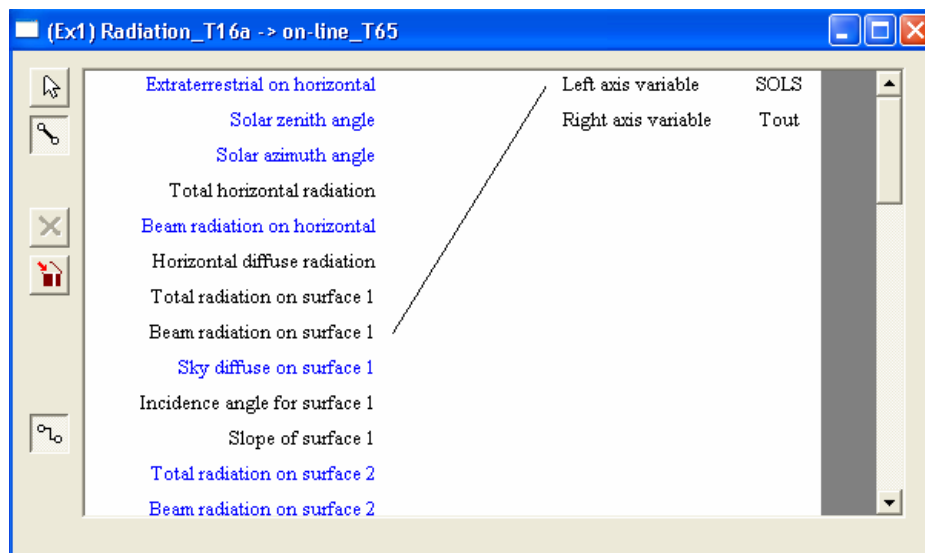 (Ex1) Radiation_T16a -> on-line_T65
Extraterrestrial on horizontal Left axis variable SOLS
Solar zenith angle Right axis variable Tout
Solar azimuth angle
Total horizontal radiation
Beam radiation on horizontal
Horizontal diffuse radiation
Total radiation on surface 1
Beam radiation on surface 1
Sky diffuse on surface 1
Incidence angle for surface 1
Slope of surface 1
Total radiation on surface 2
Beam radiation on surface 2